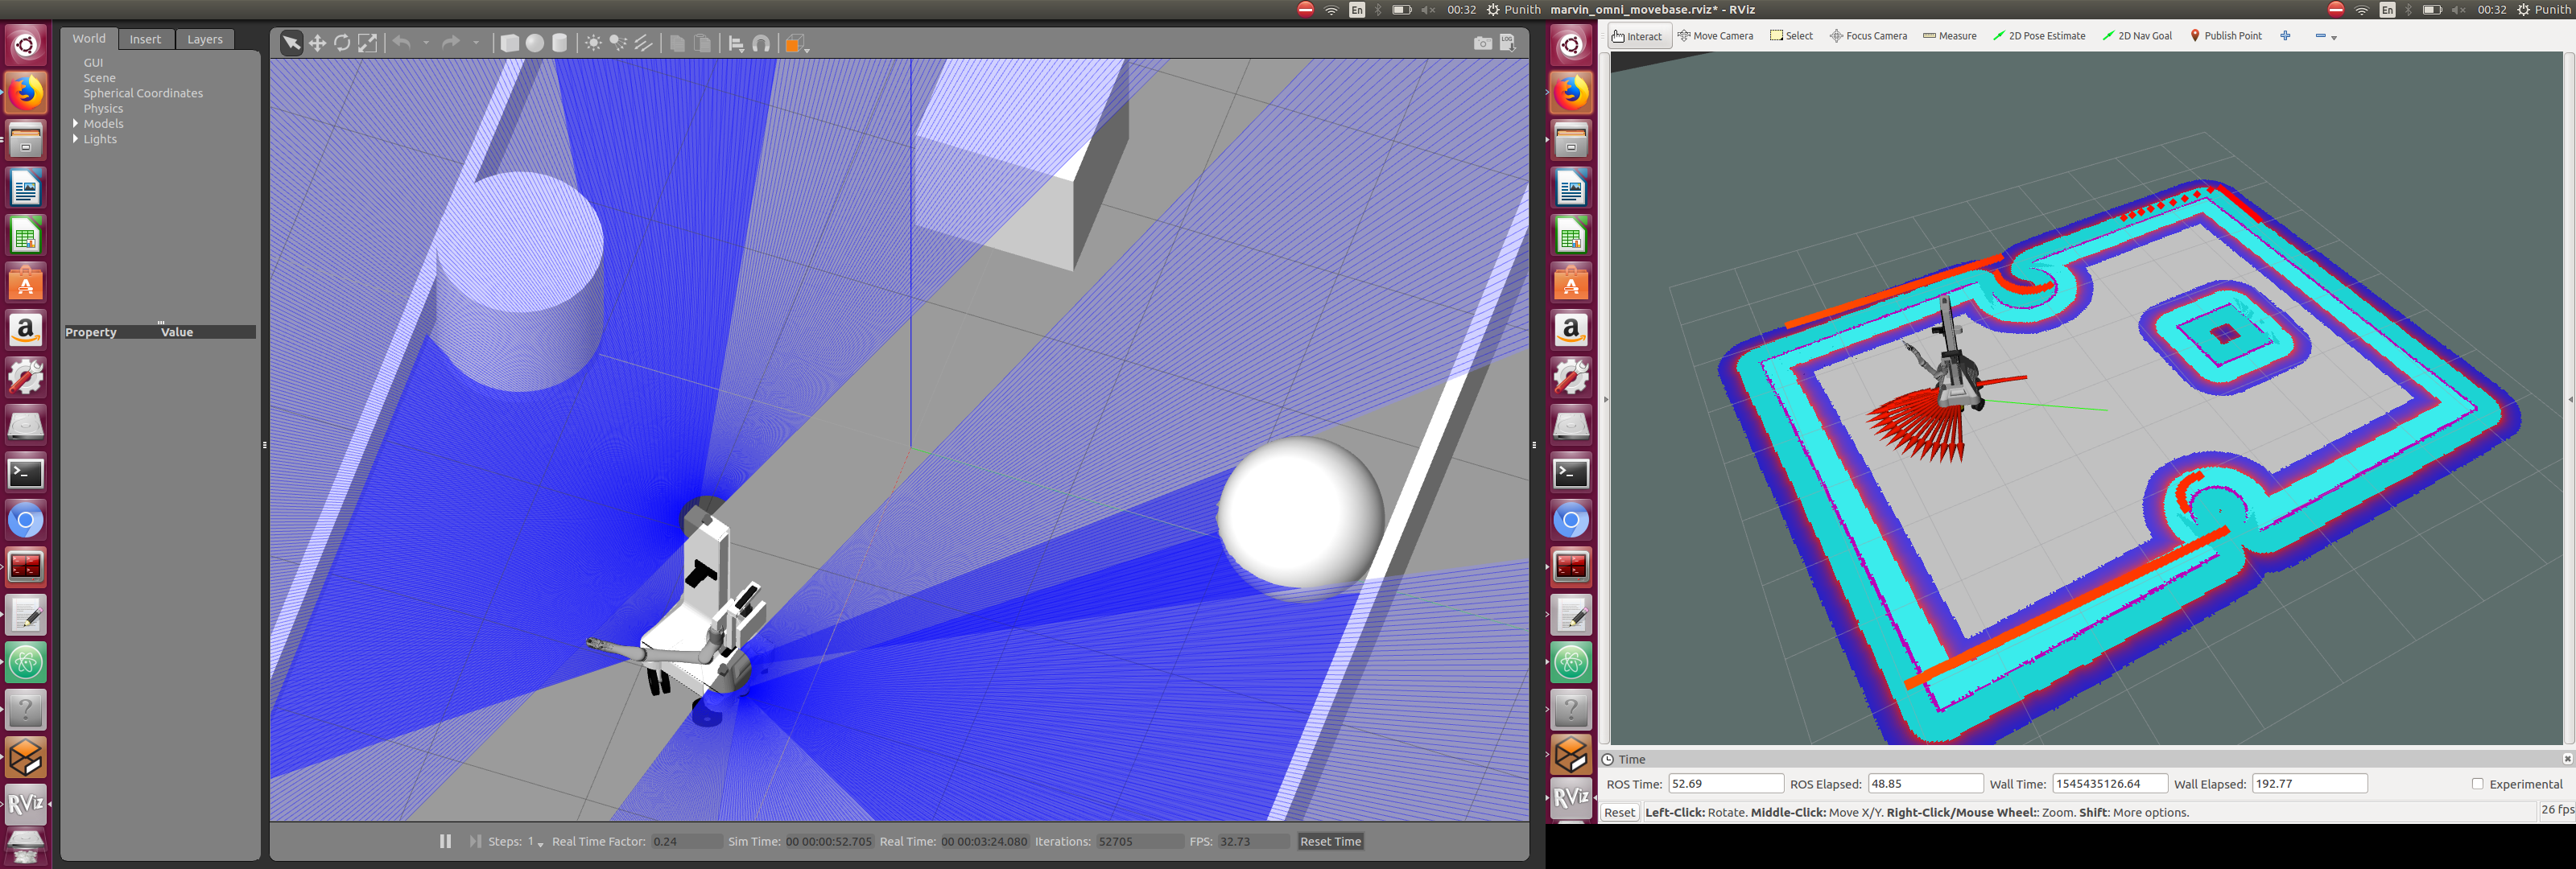 En 00:32 Punith
marvin_omni_movebase.rviz* - RViz
En 00:32 Punith
World Insert Layers
GUI
Scene
Spherical Coordinates
Physics
Models
Lights
Property Value
LOG
Interact Move Camera Select Focus Camera Measure 2D Pose Estimate 2D Nav Goal Publish Point
a
>_
?
RViz
Steps: 1 Real Time Factor: 0.24 Sim Time: 00 00:00:52.705 Real Time: 00 00:03:24.080 Iterations: 52705 FPS: 32.73 Reset Time
a
>_
?
RViz
Time
ROS Time: 52.69 ROS Elapsed: 48.85 Wall Time: 1545435126.64 Wall Elapsed: 192.77 Experimental
Reset Left-Click: Rotate. Middle-Click: Move X/Y. Right-Click/Mouse Wheel:: Zoom. Shift: More options. 26 fps